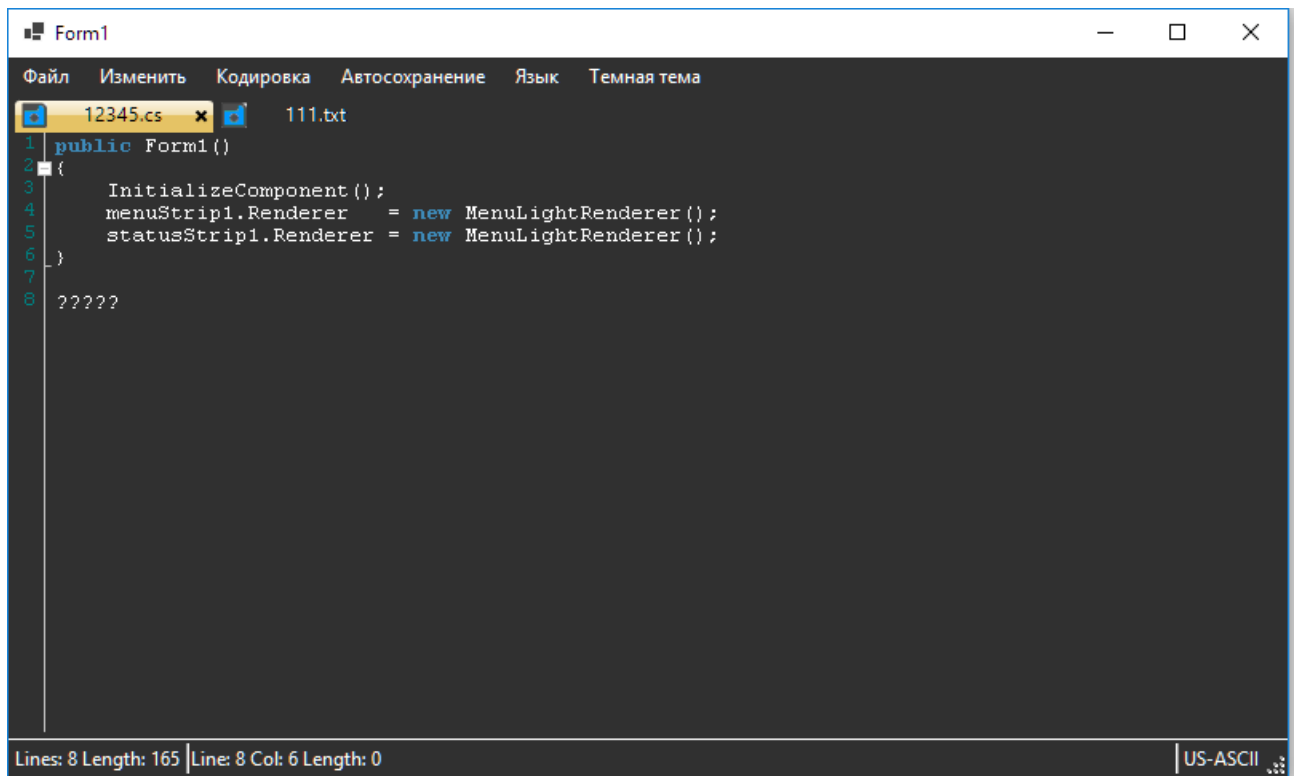 Form1
Файл Изменить Кодировка Автосохранение Язык Темная тема
12345.cs 111.txt
1 public Form1()
2 {
3     InitializeComponent();
4     menuStrip1.Renderer   = new MenuLightRenderer();
5     statusStrip1.Renderer = new MenuLightRenderer();
6 }
7
8 ?????
Lines: 8 Length: 165 Line: 8 Col: 6 Length: 0 US-ASCII